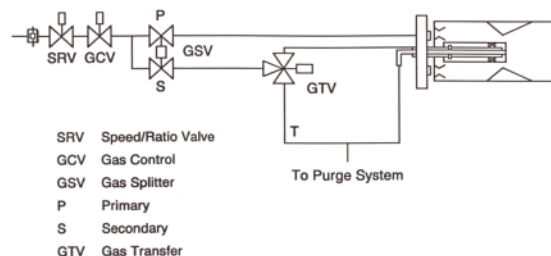 P
SRV GCV GSV
S
GTV
T
To Purge System
SRV Speed/Ratio Valve
GCV Gas Control
GSV Gas Splitter
P Primary
S Secondary
GTV Gas Transfer